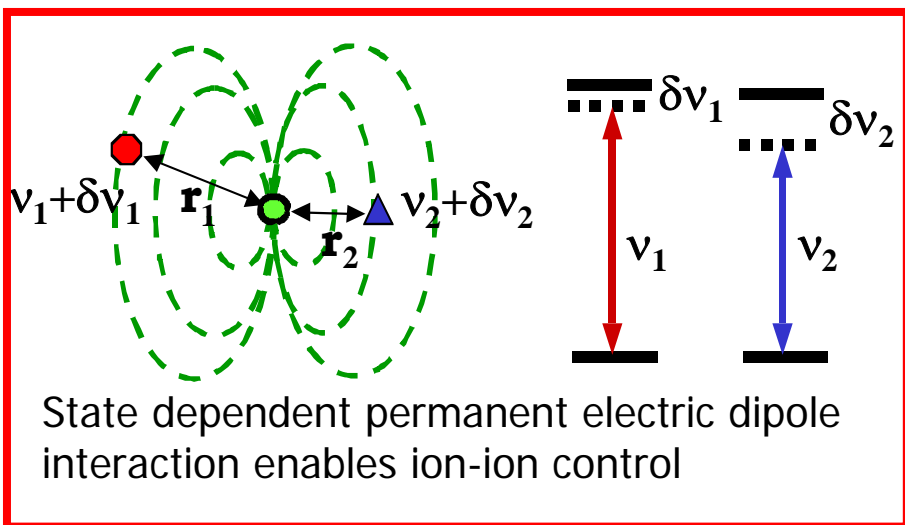 δν₁
δν₂
ν₁+δν₁
r₁
ν₂+δν₂
r₂
ν₁
ν₂
State dependent permanent electric dipole
interaction enables ion-ion control